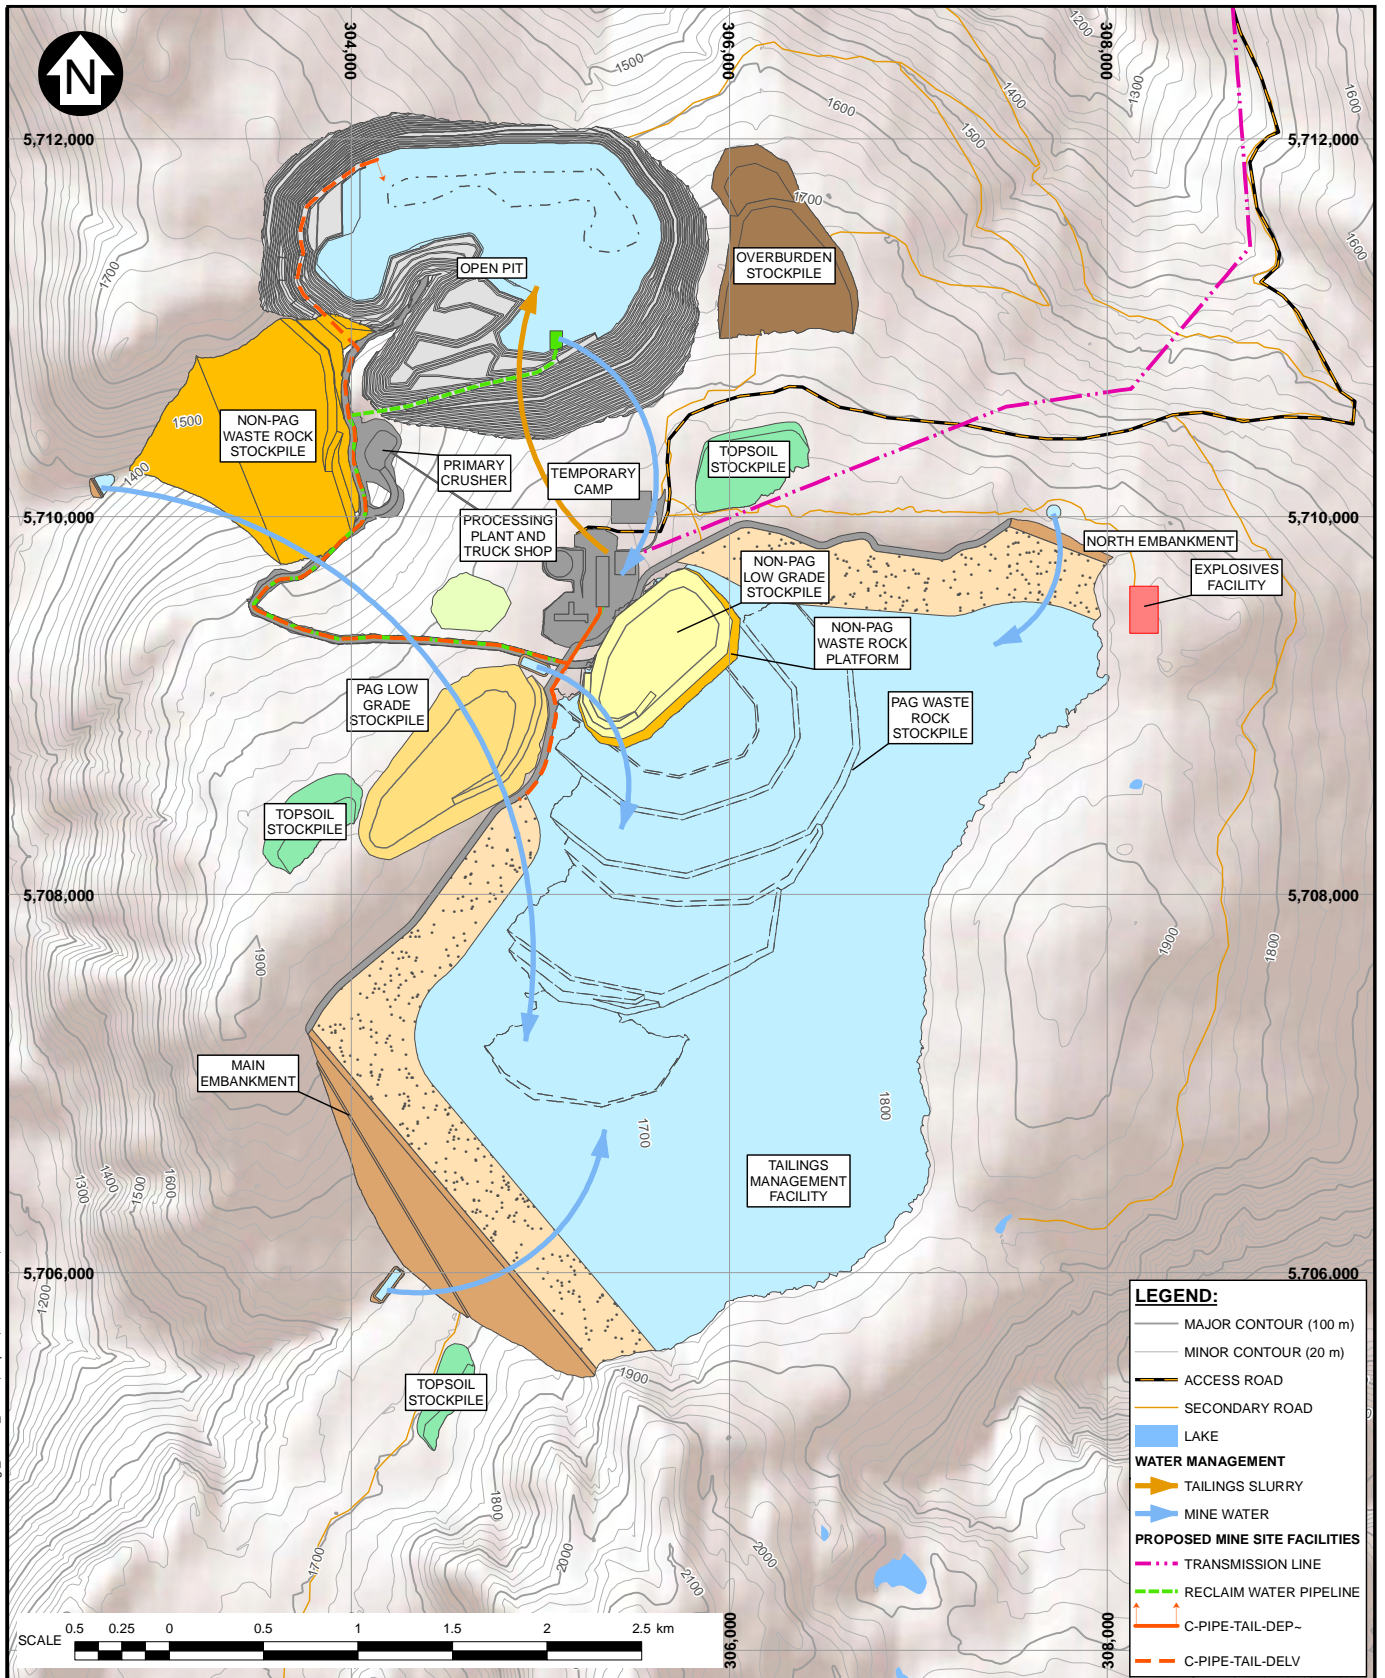 N
304,000
306,000
308,000
1200
1500
1400
1300
1600
1600
1500
5,712,000
5,712,000
1700
1700
1600
OVERBURDEN
STOCKPILE
OPEN PIT
1500
NON-PAG
WASTE ROCK
STOCKPILE
1400
PRIMARY
CRUSHER
TEMPORARY
CAMP
TOPSOIL
STOCKPILE
5,710,000
5,710,000
PROCESSING
PLANT AND
TRUCK SHOP
NORTH EMBANKMENT
NON-PAG
LOW GRADE
STOCKPILE
EXPLOSIVES
FACILITY
NON-PAG
WASTE ROCK
PLATFORM
PAG LOW
GRADE
STOCKPILE
PAG WASTE
ROCK
STOCKPILE
TOPSOIL
STOCKPILE
5,708,000
5,708,000
1900
1900
1800
MAIN
EMBANKMENT
1800
1700
TAILINGS
MANAGEMENT
FACILITY
1300
1400
1500
1600
5,706,000
5,706,000
1200
1900
TOPSOIL
STOCKPILE
1800
1700
2000
2100
2000
306,000
308,000
LEGEND:
MAJOR CONTOUR (100 m)
MINOR CONTOUR (20 m)
ACCESS ROAD
SECONDARY ROAD
LAKE
WATER MANAGEMENT
TAILINGS SLURRY
MINE WATER
PROPOSED MINE SITE FACILITIES
TRANSMISSION LINE
RECLAIM WATER PIPELINE
C-PIPE-TAIL-DEP~
C-PIPE-TAIL-DELV
SCALE 0.5 0.25 0 0.5 1 1.5 2 2.5 km